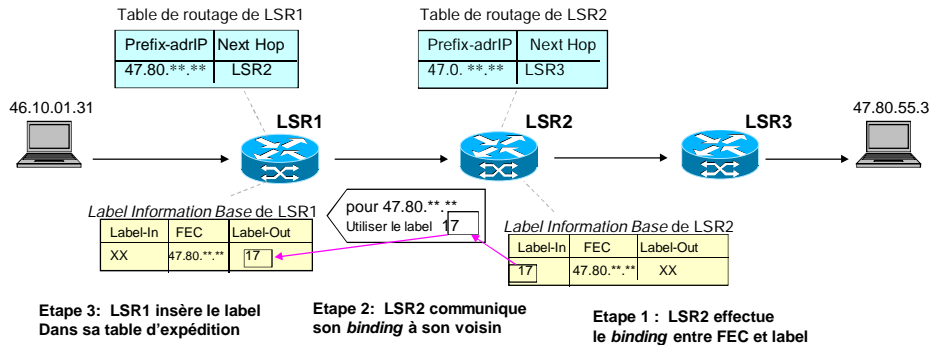 Table de routage de LSR1
Prefix-adrIP Next Hop
47.80.**.** LSR2
Table de routage de LSR2
Prefix-adrIP Next Hop
47.0. **.** LSR3
46.10.01.31
LSR1
LSR2
LSR3
47.80.55.3
Label Information Base de LSR1
Label-In FEC Label-Out
XX 47.80.**.** 17
pour 47.80.**.**
Utiliser le label 17
Label Information Base de LSR2
Label-In FEC Label-Out
17 47.80.**.** XX
Etape 3: LSR1 insère le label
Dans sa table d'expédition
Etape 2: LSR2 communique
son binding à son voisin
Etape 1 : LSR2 effectue
le binding entre FEC et label